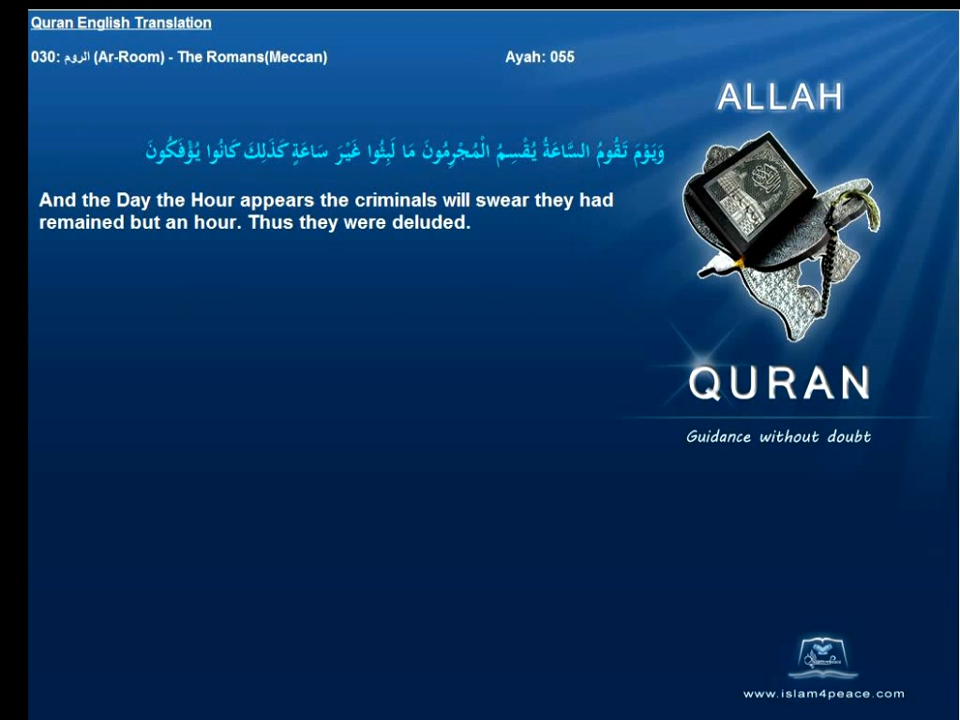 Quran English Translation
030: الروم (Ar-Room) - The Romans(Meccan) Ayah: 055
ALLAH
وَيَوْمَ تَقُومُ السَّاعَةُ يُقْسِمُ الْمُجْرِمُونَ مَا لَبِثُوا غَيْرَ سَاعَةٍ كَذَلِكَ كَانُوا يُؤْفَكُونَ
And the Day the Hour appears the criminals will swear they had
remained but an hour. Thus they were deluded.
QURAN
Guidance without doubt
www.islam4peace.com